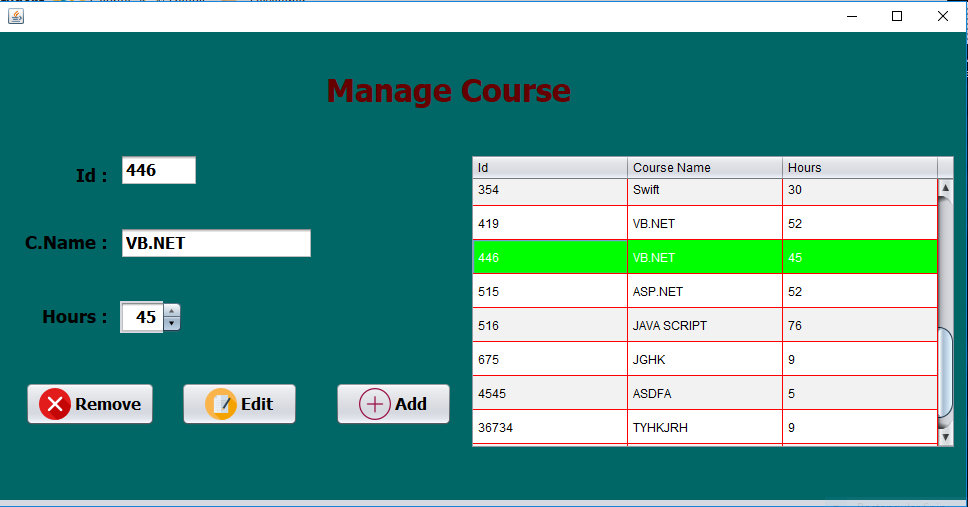 Manage Course
Id :
446
C.Name :
VB.NET
Hours :
45
Remove
Edit
Add
Id Course Name Hours
354 Swift 30
419 VB.NET 52
446 VB.NET 45
515 ASP.NET 52
516 JAVA SCRIPT 76
675 JGHK 9
4545 ASDFA 5
36734 TYHKJRH 9